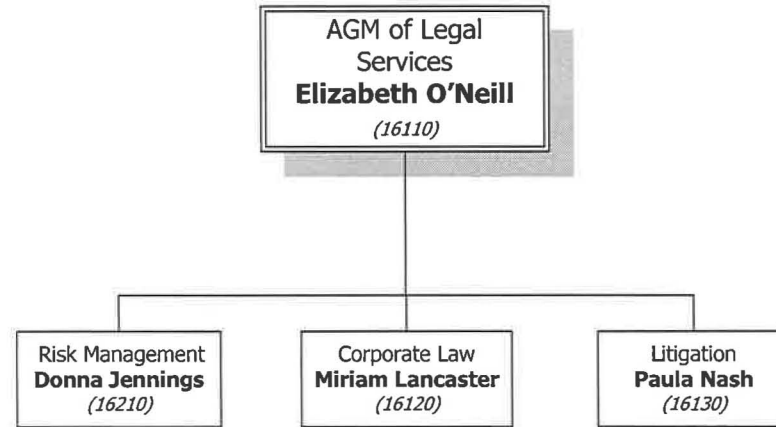 AGM of Legal
Services
Elizabeth O'Neill
(16110)
Risk Management
Donna Jennings
(16210)
Corporate Law
Miriam Lancaster
(16120)
Litigation
Paula Nash
(16130)